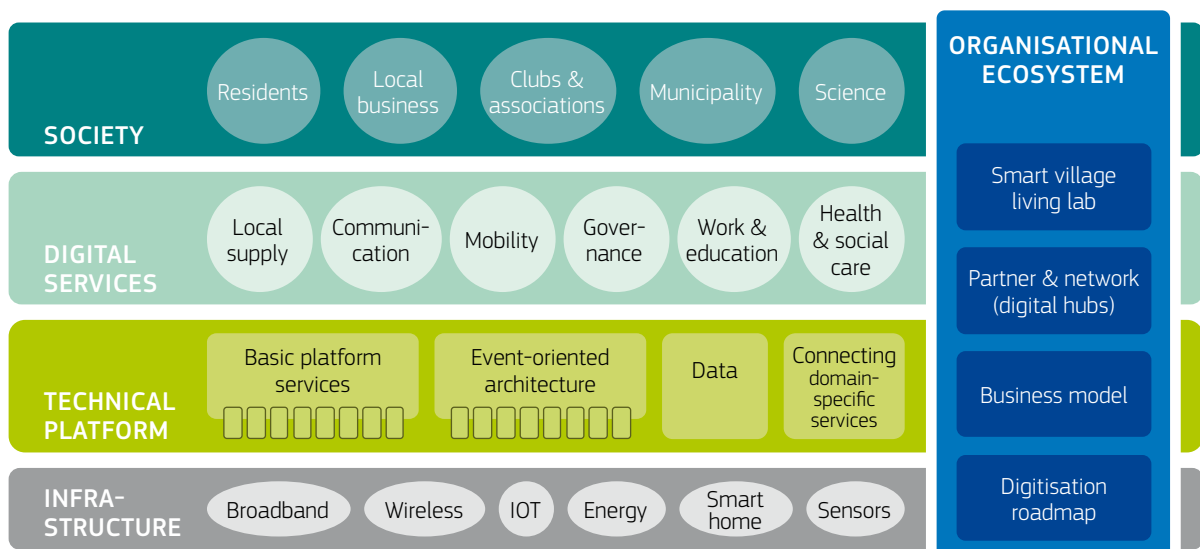 SOCIETY
Residents
Local
business
Clubs &
associations
Municipality
Science
DIGITAL
SERVICES
Local
supply
Communi-
cation
Mobility
Gover-
nance
Work &
education
Health
& social
care
TECHNICAL
PLATFORM
Basic platform
services
Event-oriented
architecture
Data
Connecting
domain-
specific
services
INFRA-
STRUCTURE
Broadband
Wireless
IOT
Energy
Smart
home
Sensors
ORGANISATIONAL
ECOSYSTEM
Smart village
living lab
Partner & network
(digital hubs)
Business model
Digitisation
roadmap